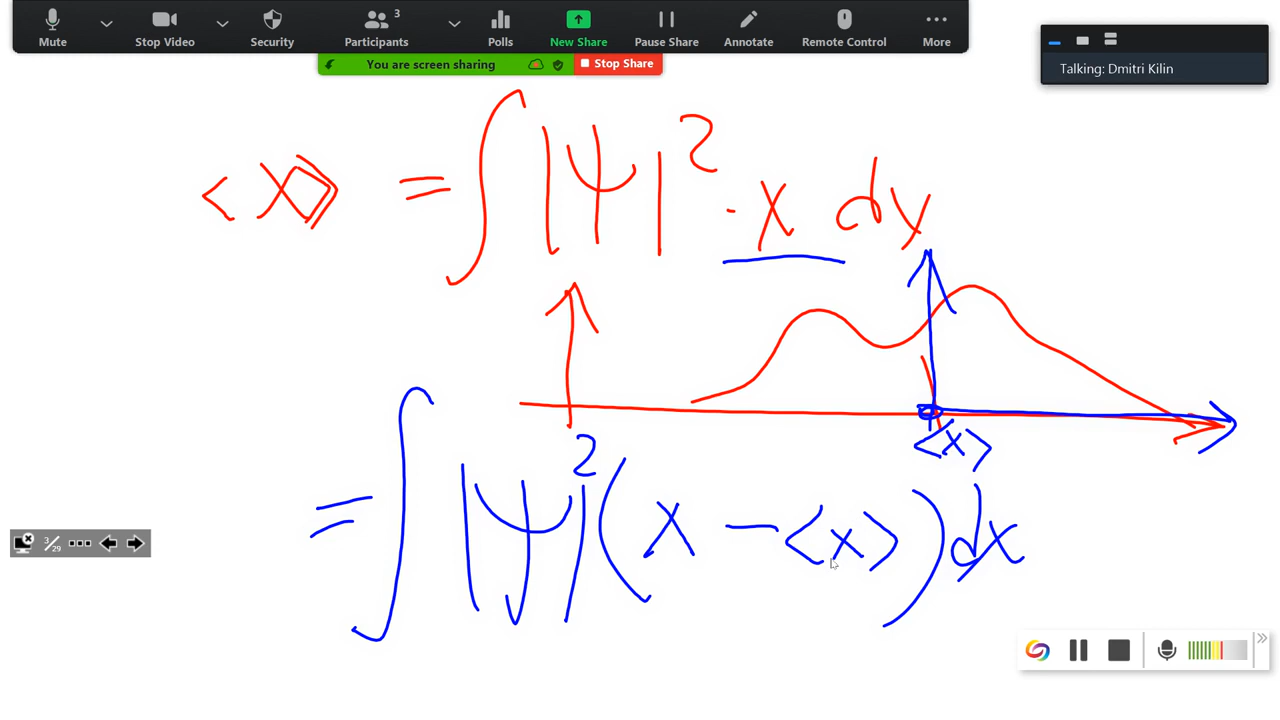 3
Mute Stop Video Security Participants Polls New Share Pause Share Annotate Remote Control More
You are screen sharing Stop Share
Talking: Dmitri Kilin
<x> = ∫ |ψ|² · x dx
<x>
= ∫ |ψ|² (x - <x>) dx
3/29